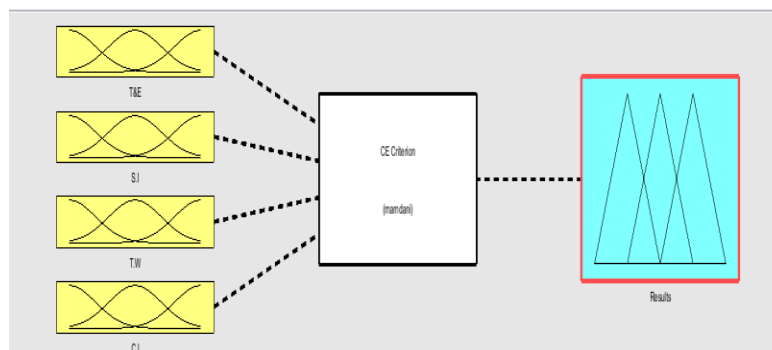 T&E
S.I
T.W
C.I
CE Criterion
(mamdani)
Results